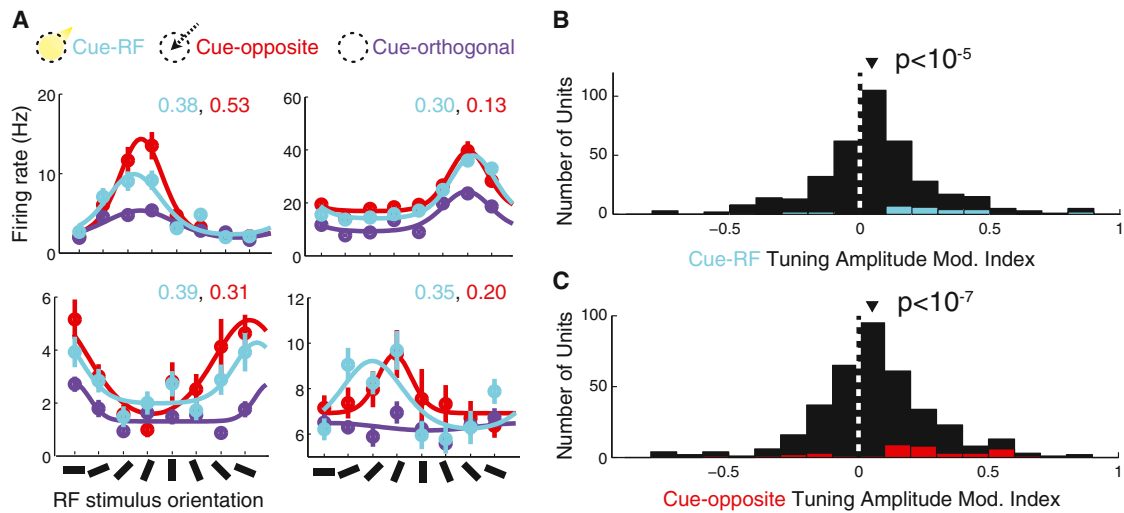 A
Cue-RF
Cue-opposite
Cue-orthogonal
Firing rate (Hz)
20
10
0
0.38, 0.53
60
40
20
0
0.30, 0.13
6
4
2
0
0.39, 0.31
12
10
8
6
0.35, 0.20
RF stimulus orientation
B
p<10-5
Number of Units
100
50
0
−0.5
0
0.5
1
Cue-RF Tuning Amplitude Mod. Index
C
p<10-7
Number of Units
100
50
0
−0.5
0
0.5
1
Cue-opposite Tuning Amplitude Mod. Index